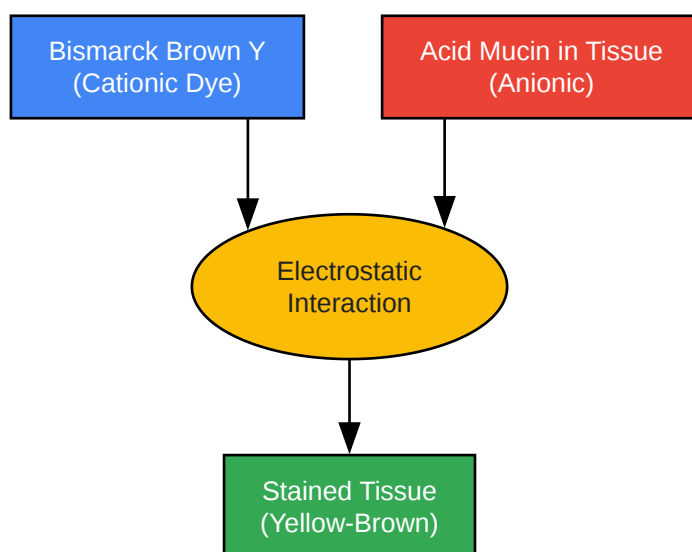 Bismarck Brown Y
(Cationic Dye)
Acid Mucin in Tissue
(Anionic)
Electrostatic
Interaction
Stained Tissue
(Yellow-Brown)